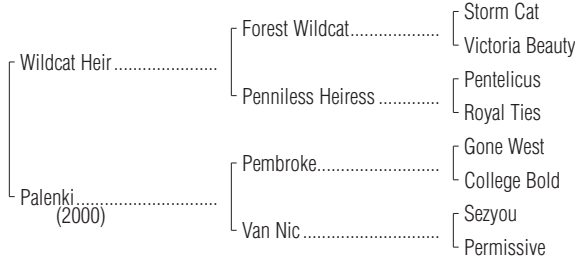 Storm Cat
Forest Wildcat....................
Victoria Beauty
Wildcat Heir.......................
Pentelicus
Penniless Heiress .............
Royal Ties
Gone West
Pembroke...........................
College Bold
Palenki...............................
(2000)
Sezyou
Van Nic..............................
Permissive